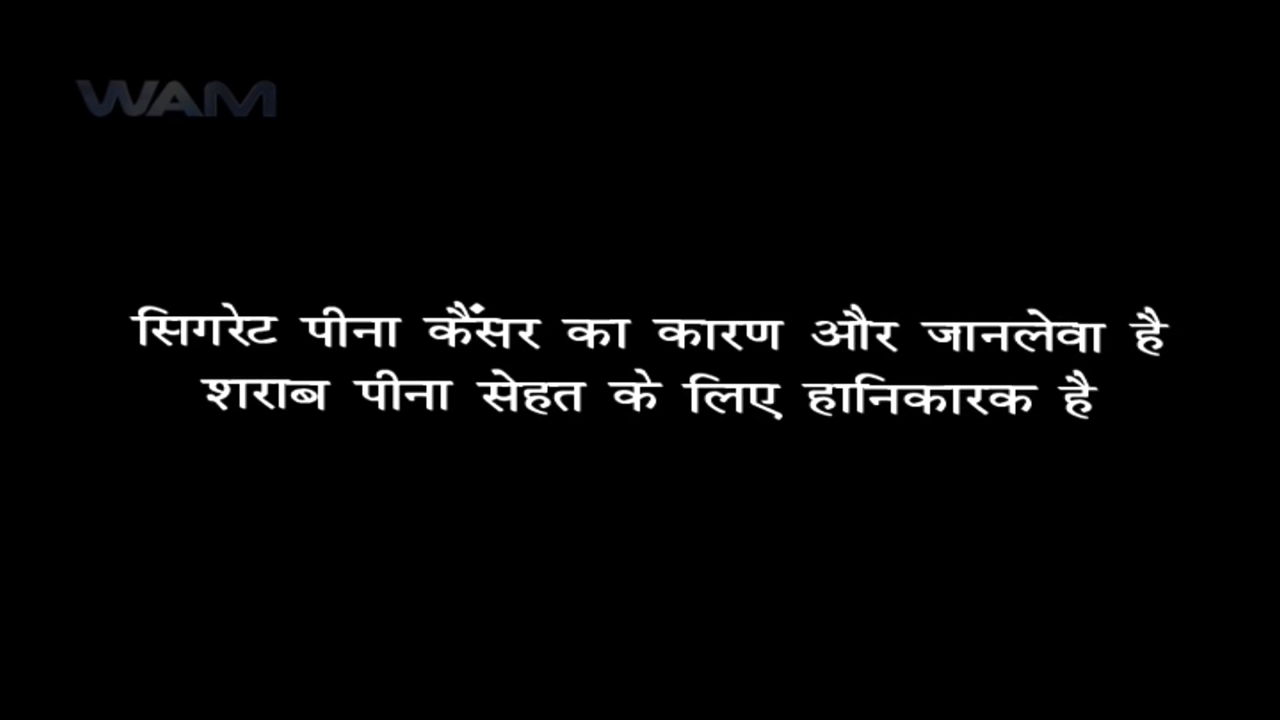 WAM
सिगरेट पीना कैंसर का कारण और जानलेवा है
शराब पीना सेहत के लिए हानिकारक है